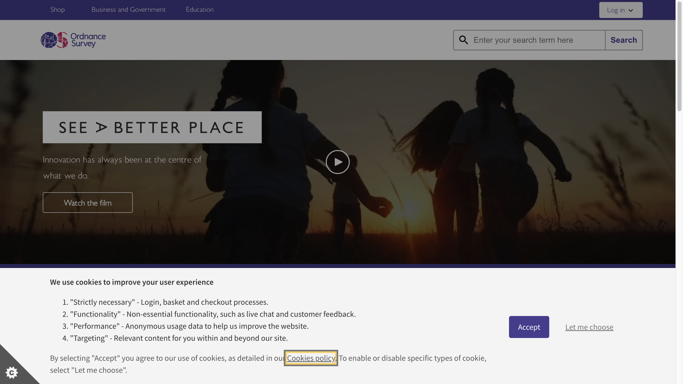 Shop
Business and Government
Education
Log in
Ordnance
Survey
Enter your search term here
Search
SEE A BETTER PLACE
Innovation has always been at the centre of
what we do.
Watch the film
We use cookies to improve your user experience
1. "Strictly necessary" - Login, basket and checkout processes.
2. "Functionality" - Non-essential functionality, such as live chat and customer feedback.
3. "Performance" - Anonymous usage data to help us improve the website.
4. "Targeting" - Relevant content for you within and beyond our site.
Accept
Let me choose
By selecting "Accept" you agree to our use of cookies, as detailed in our Cookies policy. To enable or disable specific types of cookie,
select "Let me choose".